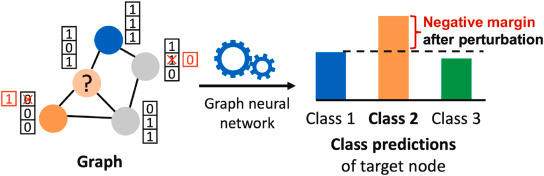 1
1
1
1
0
1
1
1 0
0
?
1 0
0
0
0
1
1
Graph
Graph neural
network
Negative margin
after perturbation
Class 1 Class 2 Class 3
Class predictions
of target node